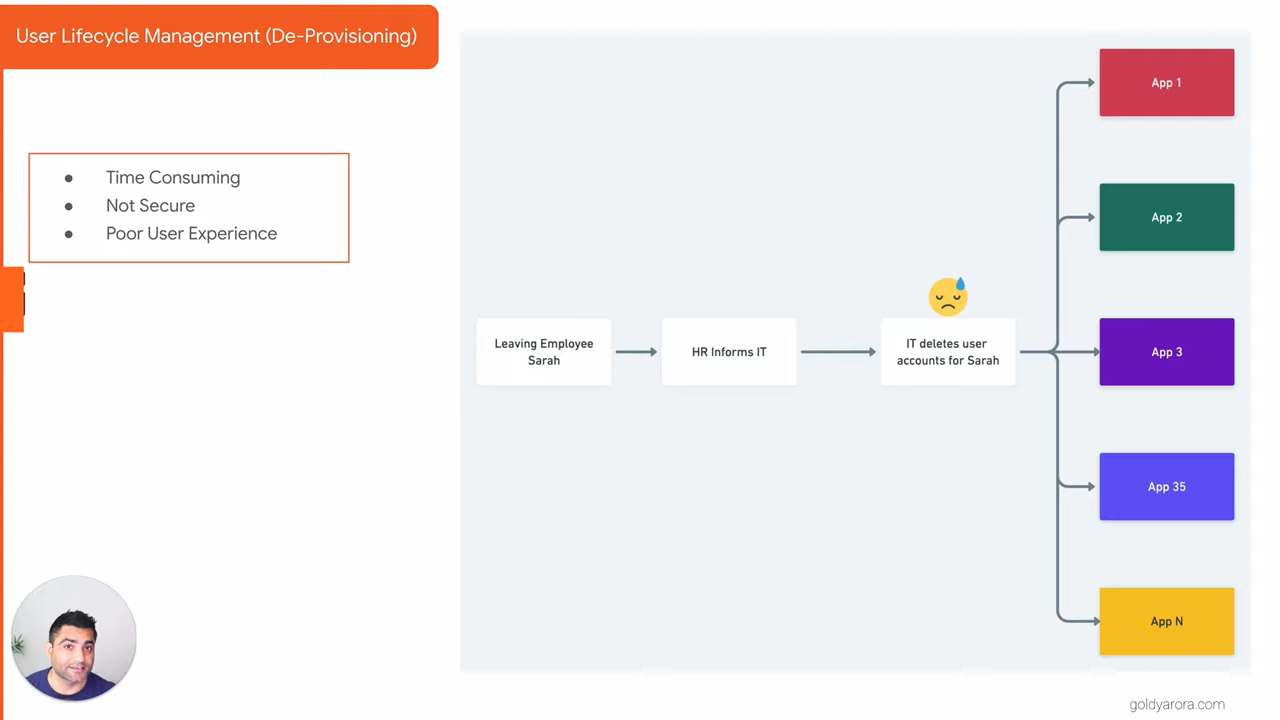 User Lifecycle Management (De-Provisioning)
Time Consuming
Not Secure
Poor User Experience
Leaving Employee
Sarah
HR Informs IT
IT deletes user
accounts for Sarah
App 1
App 2
App 3
App 35
App N
goldyarora.com